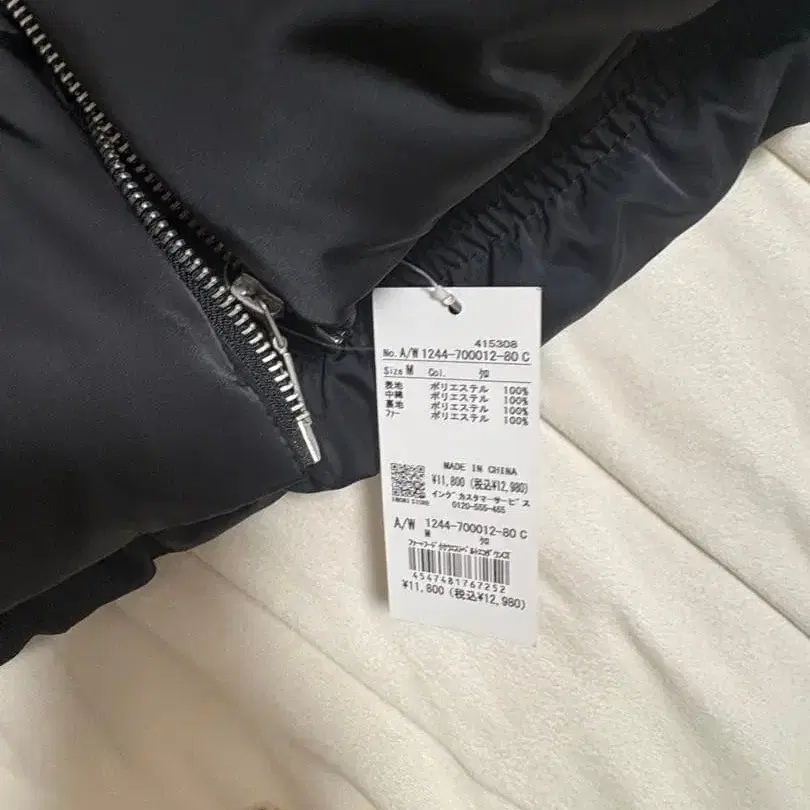 415308
No. A/W 1244-700012-80 C
Size M Col. クロ
表地 ポリエステル 100%
中綿 ポリエステル 100%
裏地 ポリエステル 100%
ファー ポリエステル 100%
MADE IN CHINA
¥11,800 (税込¥12,980)
イング カスタマーサービス
0120-555-465
A/W 1244-700012-80 C
M クロ
4547481767252
¥11,800 (税込¥12,980)